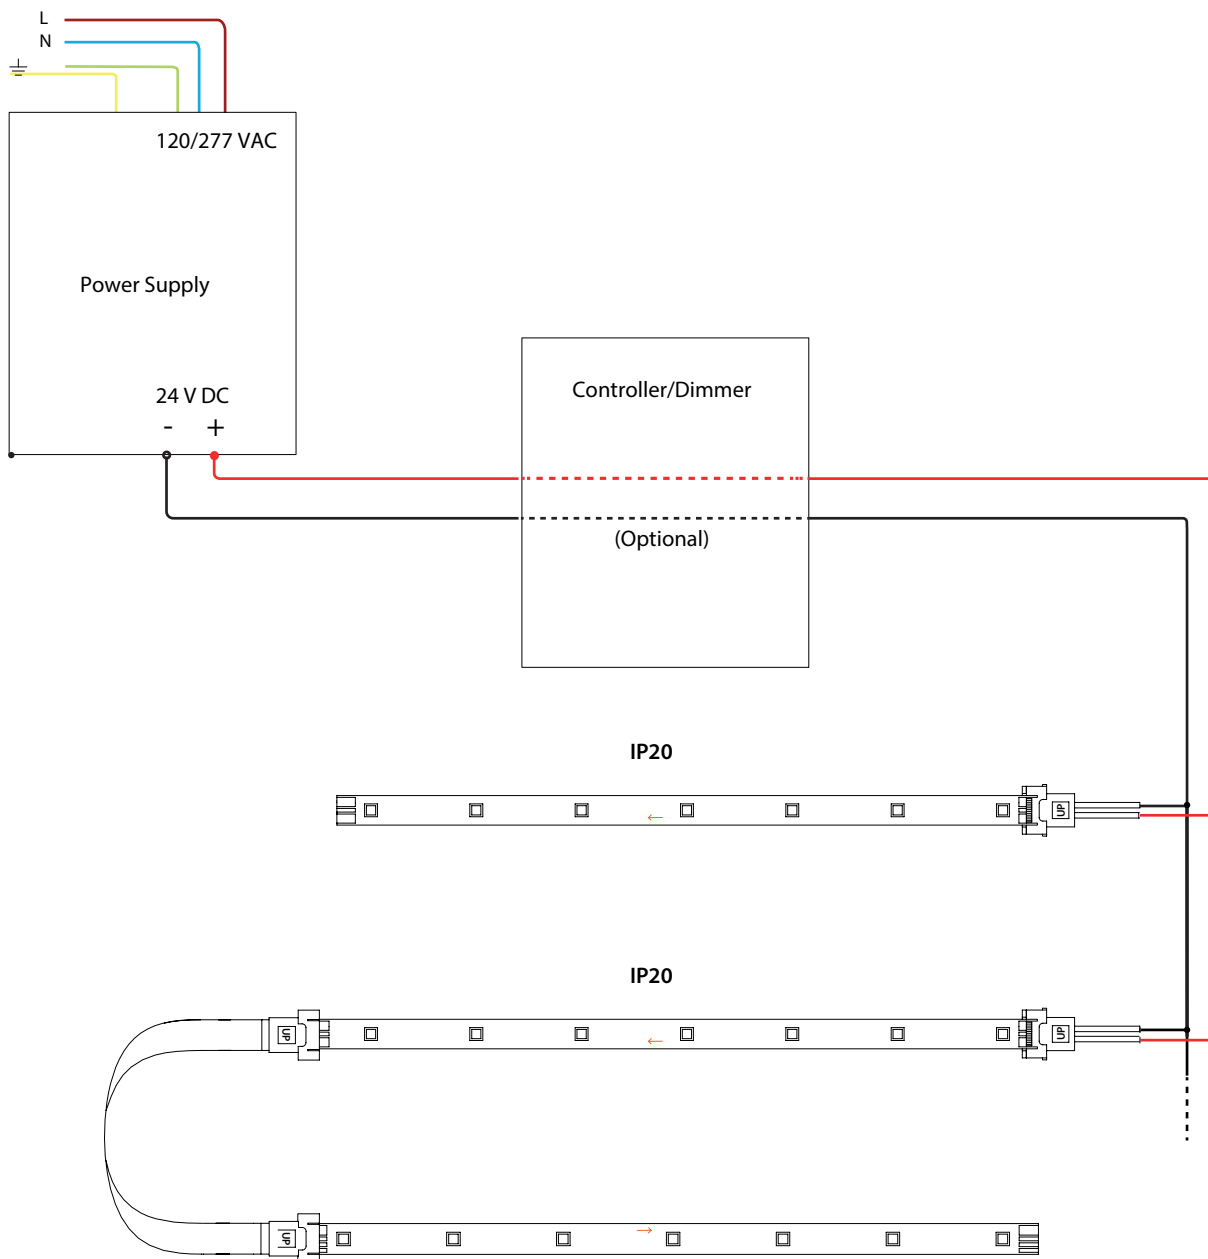 L
N
120/277 VAC
Power Supply
24 V DC
- +
Controller/Dimmer
(Optional)
IP20
← UP
IP20
UP ← UP
UP →